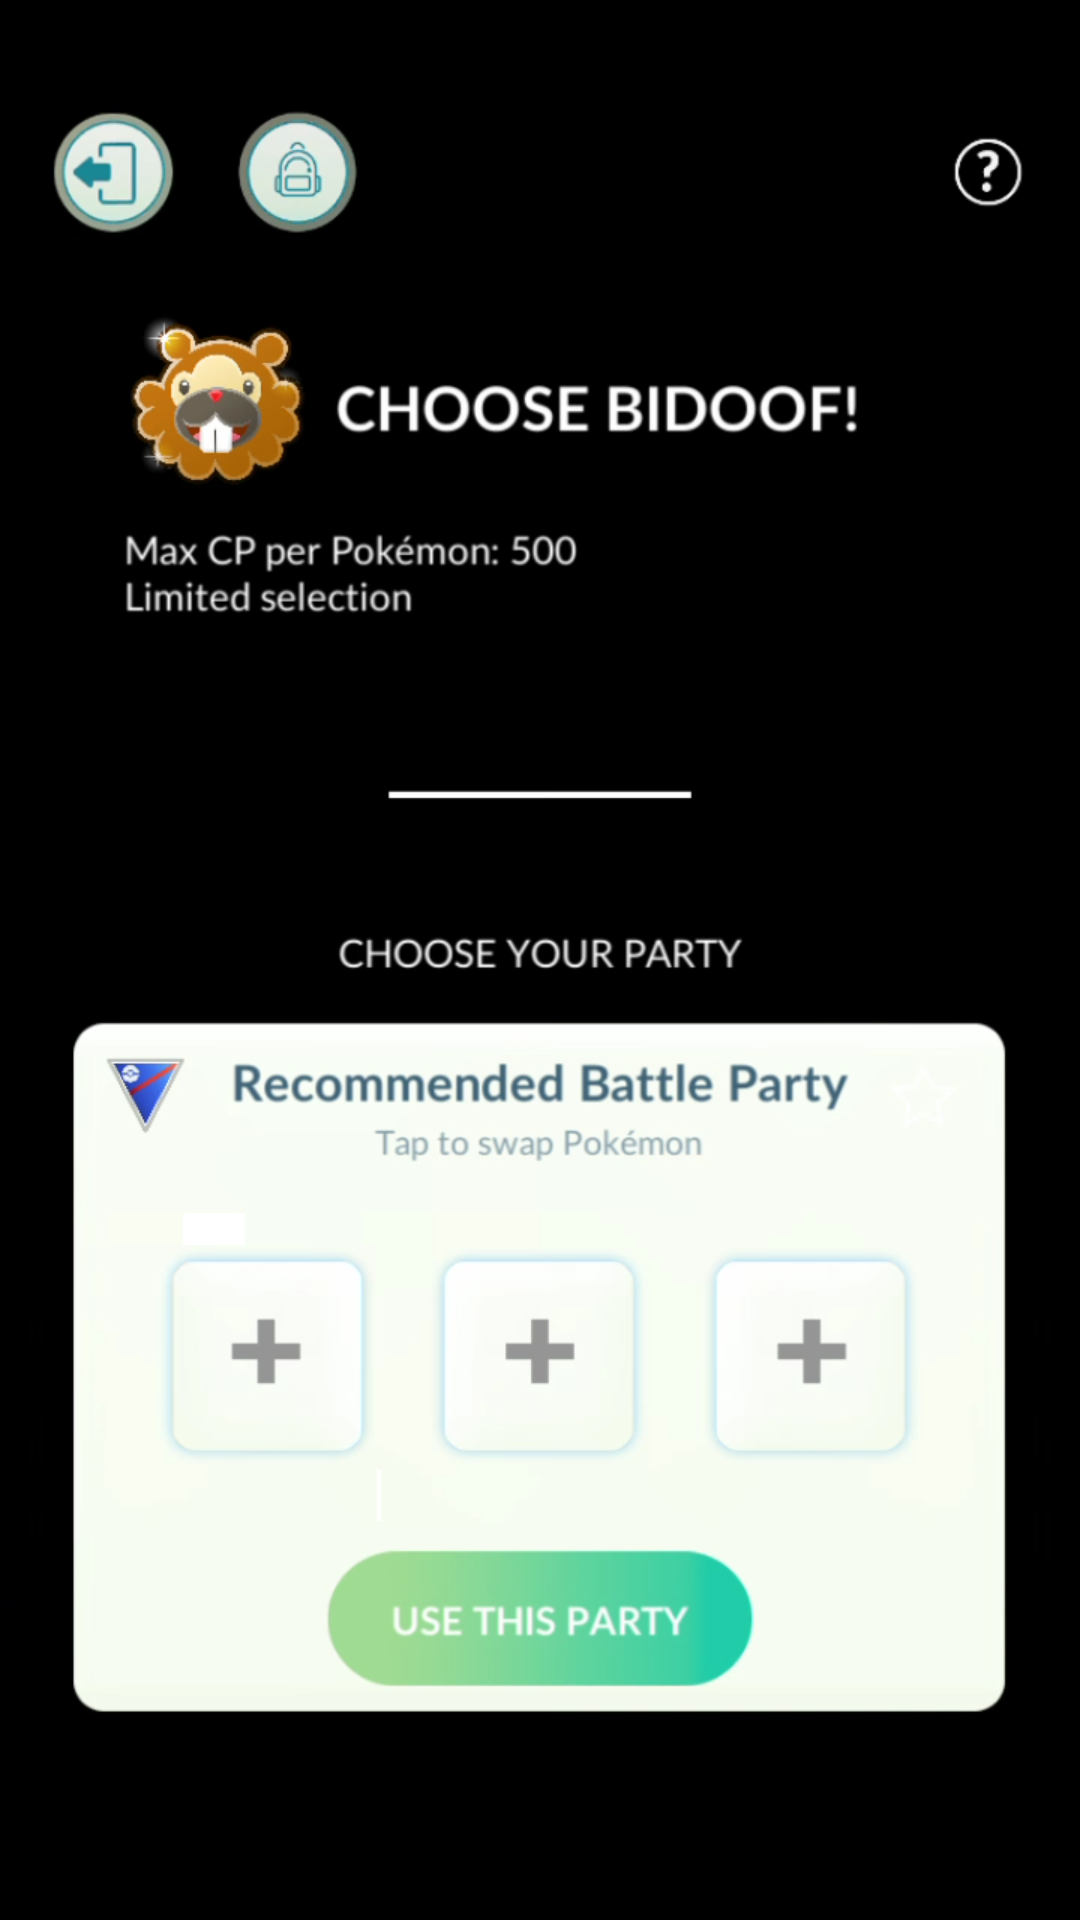 CHOOSE BIDOOF!
Max CP per Pokémon: 500
Limited selection
CHOOSE YOUR PARTY
Recommended Battle Party
Tap to swap Pokémon
USE THIS PARTY